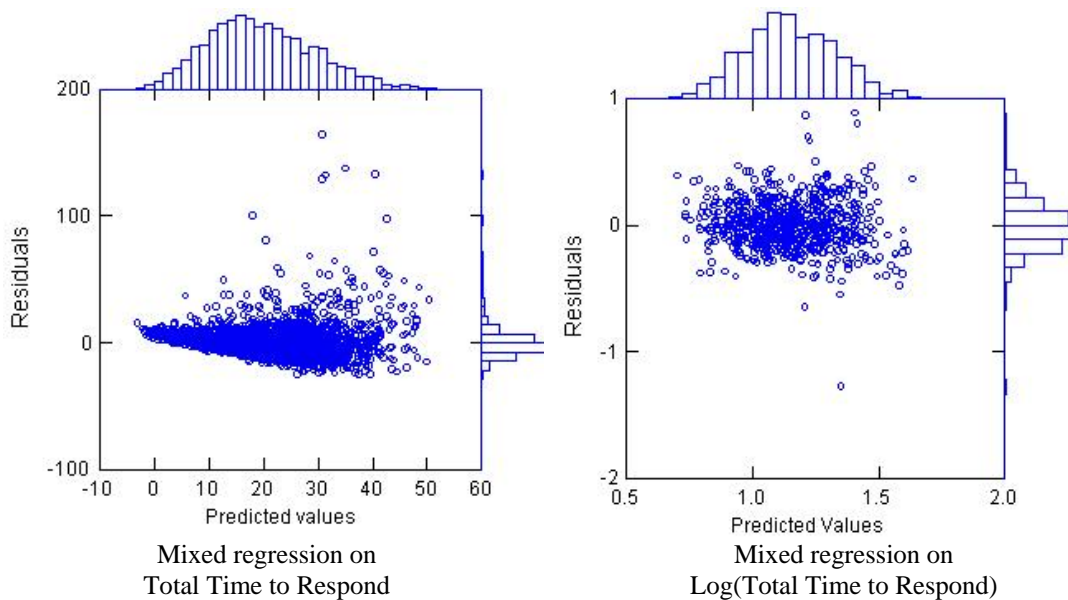 200
100
0
-100
Residuals
-10 0 10 20 30 40 50 60
Predicted values
Mixed regression on
Total Time to Respond
1
0
-1
-2
Residuals
0.5 1.0 1.5 2.0
Predicted Values
Mixed regression on
Log(Total Time to Respond)